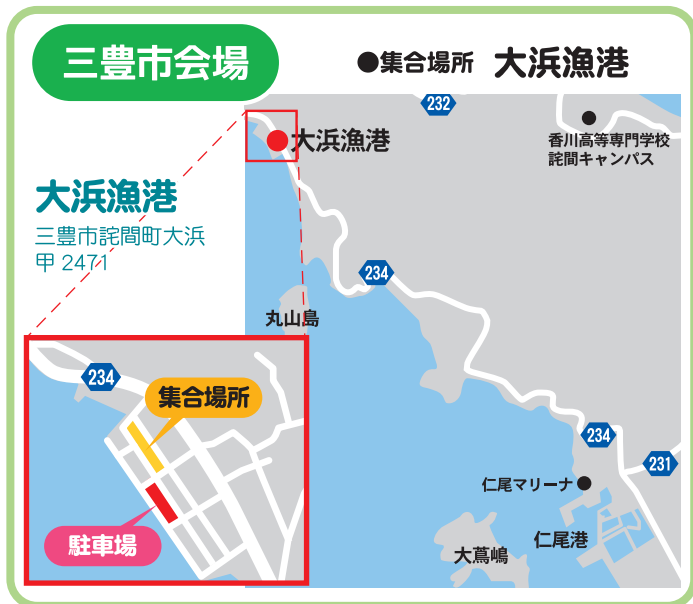 三豊市会場
●集合場所 大浜漁港
232
大浜漁港
香川高等専門学校
詫間キャンパス
大浜漁港
三豊市詫間町大浜
甲 2471
234
丸山島
234
集合場所
駐車場
234
231
仁尾マリーナ
仁尾港
大蔦嶋